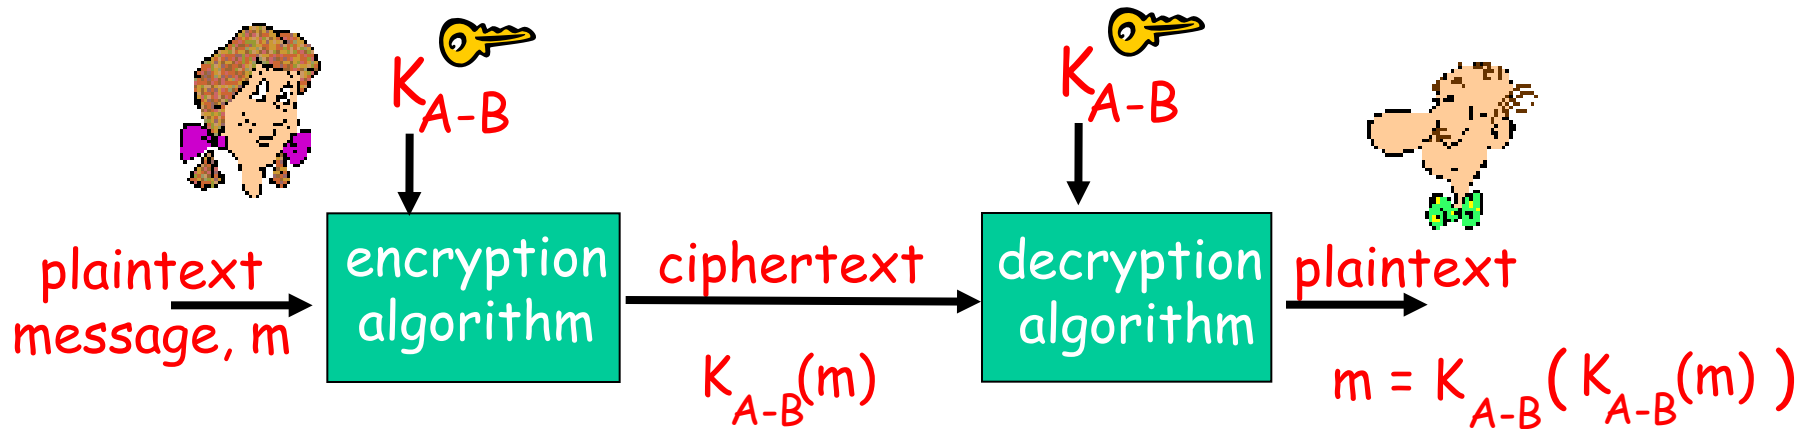 K A-B
K A-B
plaintext
message, m
encryption
algorithm
ciphertext
K A-B (m)
decryption
algorithm
plaintext
m = K A-B ( K A-B (m) )